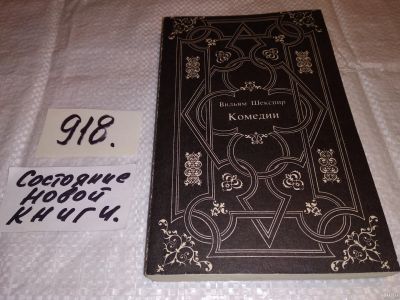 918.
Состояние
новой
книги.
Вильям Шекспир
Комедии